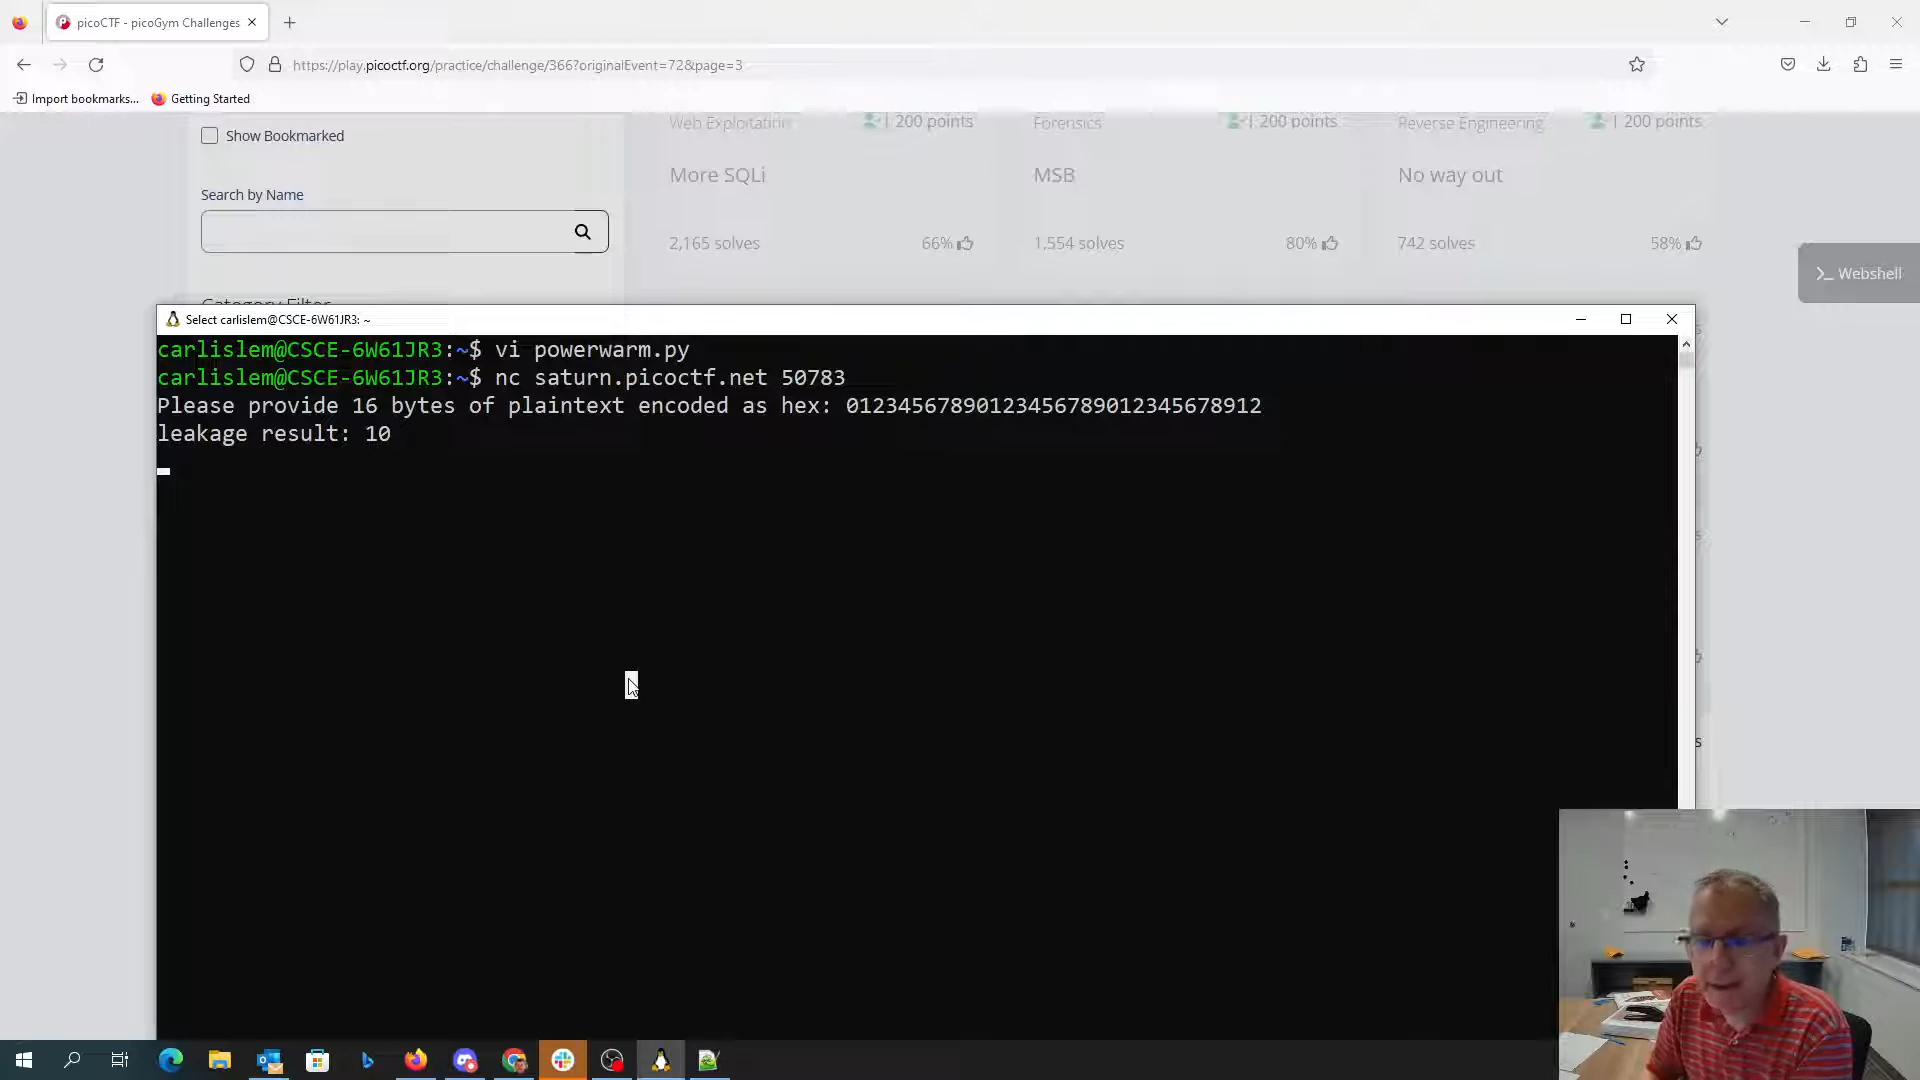 picoCTF - picoGym Challenges
https://play.picoctf.org/practice/challenge/366?originalEvent=72&page=3
Import bookmarks...
Getting Started
Show Bookmarked
Web Exploitation
200 points
Forensics
200 points
Reverse Engineering
200 points
Search by Name
More SQLi
MSB
No way out
2,165 solves
66%
1,554 solves
80%
742 solves
58%
>_ Webshell
Category Filter
Select carlislem@CSCE-6W61JR3: ~
carlislem@CSCE-6W61JR3:~$ vi powerwarm.py
carlislem@CSCE-6W61JR3:~$ nc saturn.picoctf.net 50783
Please provide 16 bytes of plaintext encoded as hex: 01234567890123456789012345678912
leakage result: 10
s